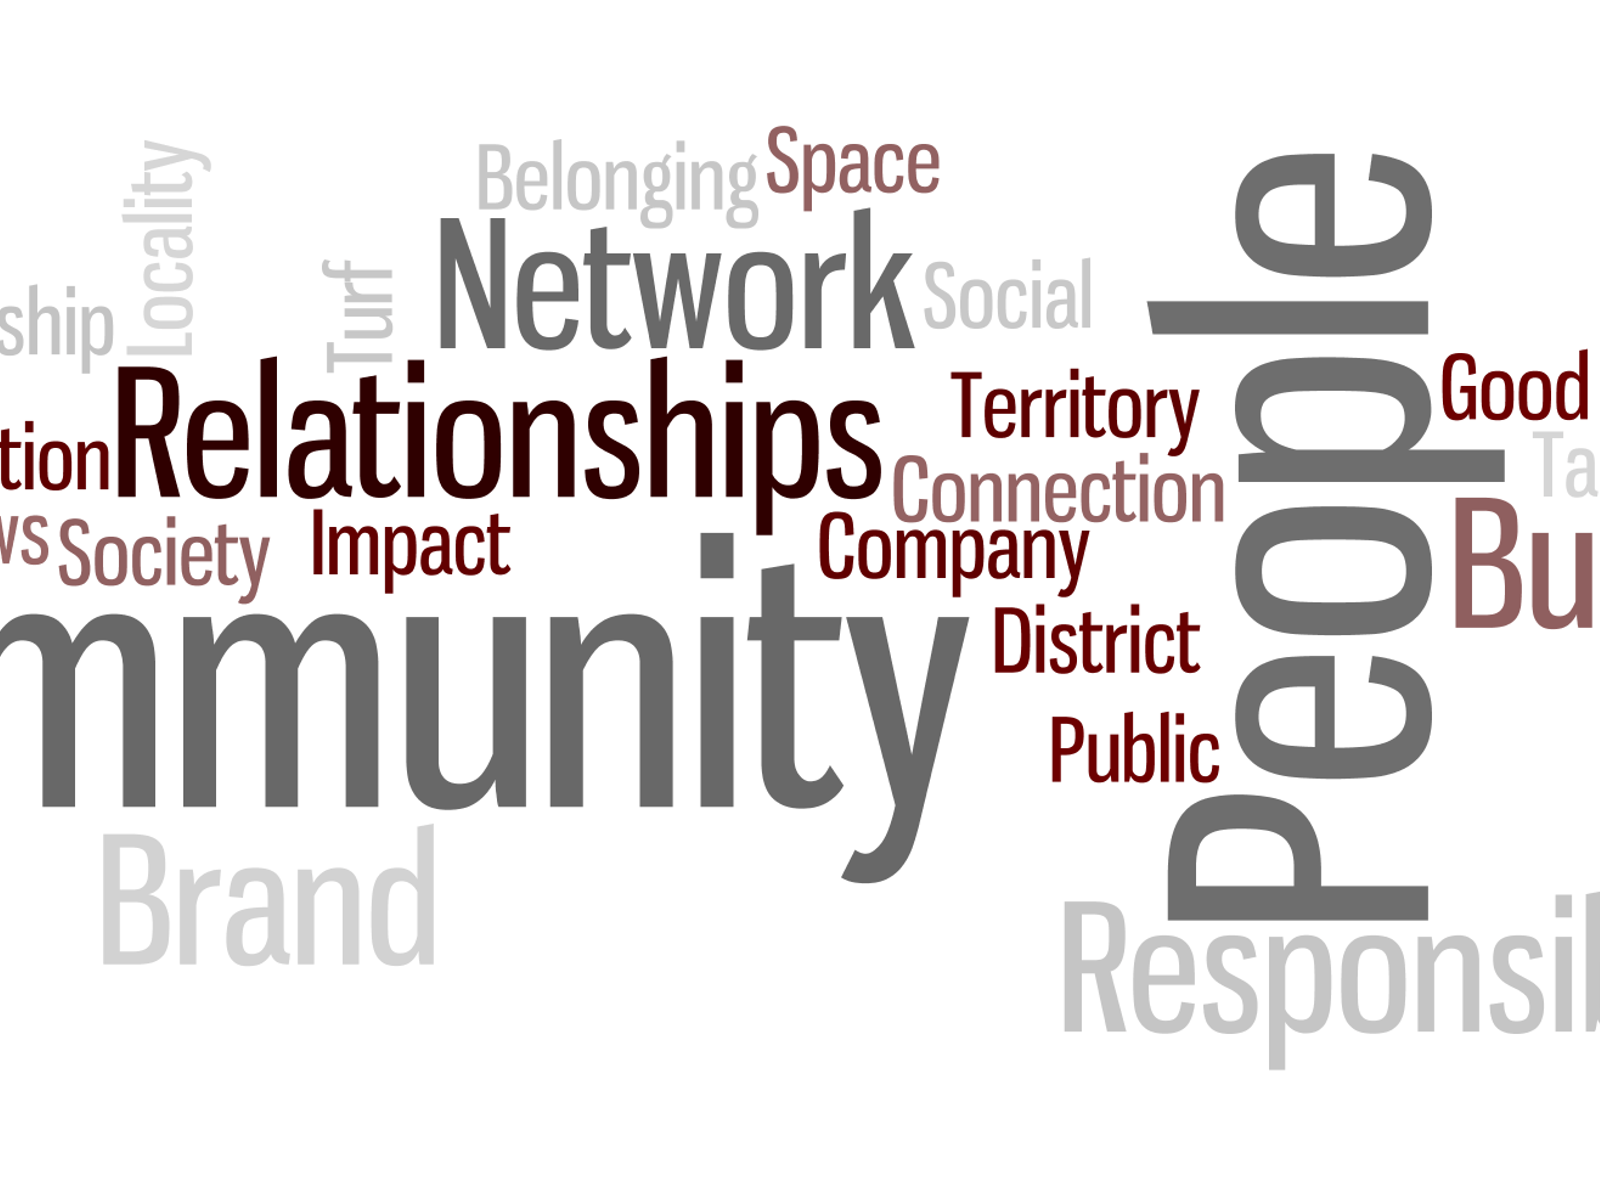 Locality
Belonging
Space
Network
Social
Turf
ship
Relationships
Territory
People
Good
tion
Connection
Ta
ws
Society
Impact
Company
Bu
mmunity
District
Public
Brand
Responsib